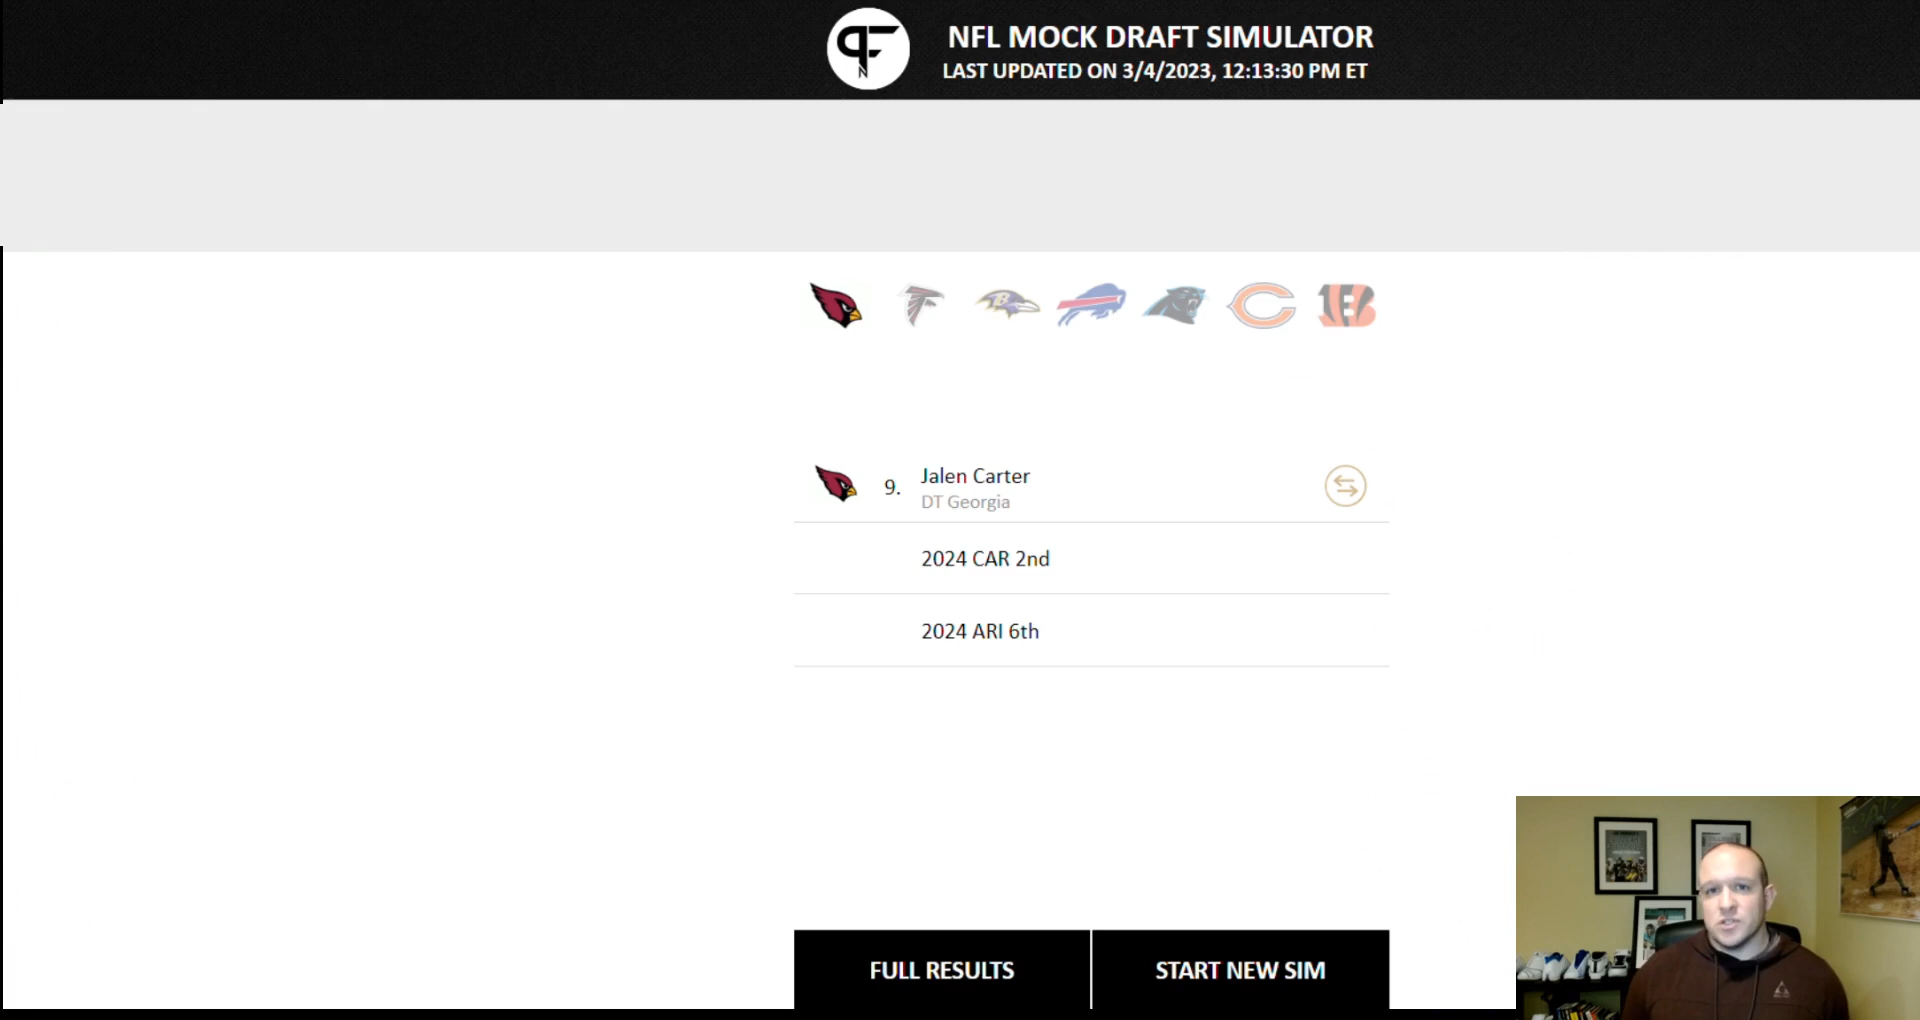 NFL MOCK DRAFT SIMULATOR
LAST UPDATED ON 3/4/2023, 12:13:30 PM ET
9.
Jalen Carter
DT Georgia
2024 CAR 2nd
2024 ARI 6th
FULL RESULTS
START NEW SIM